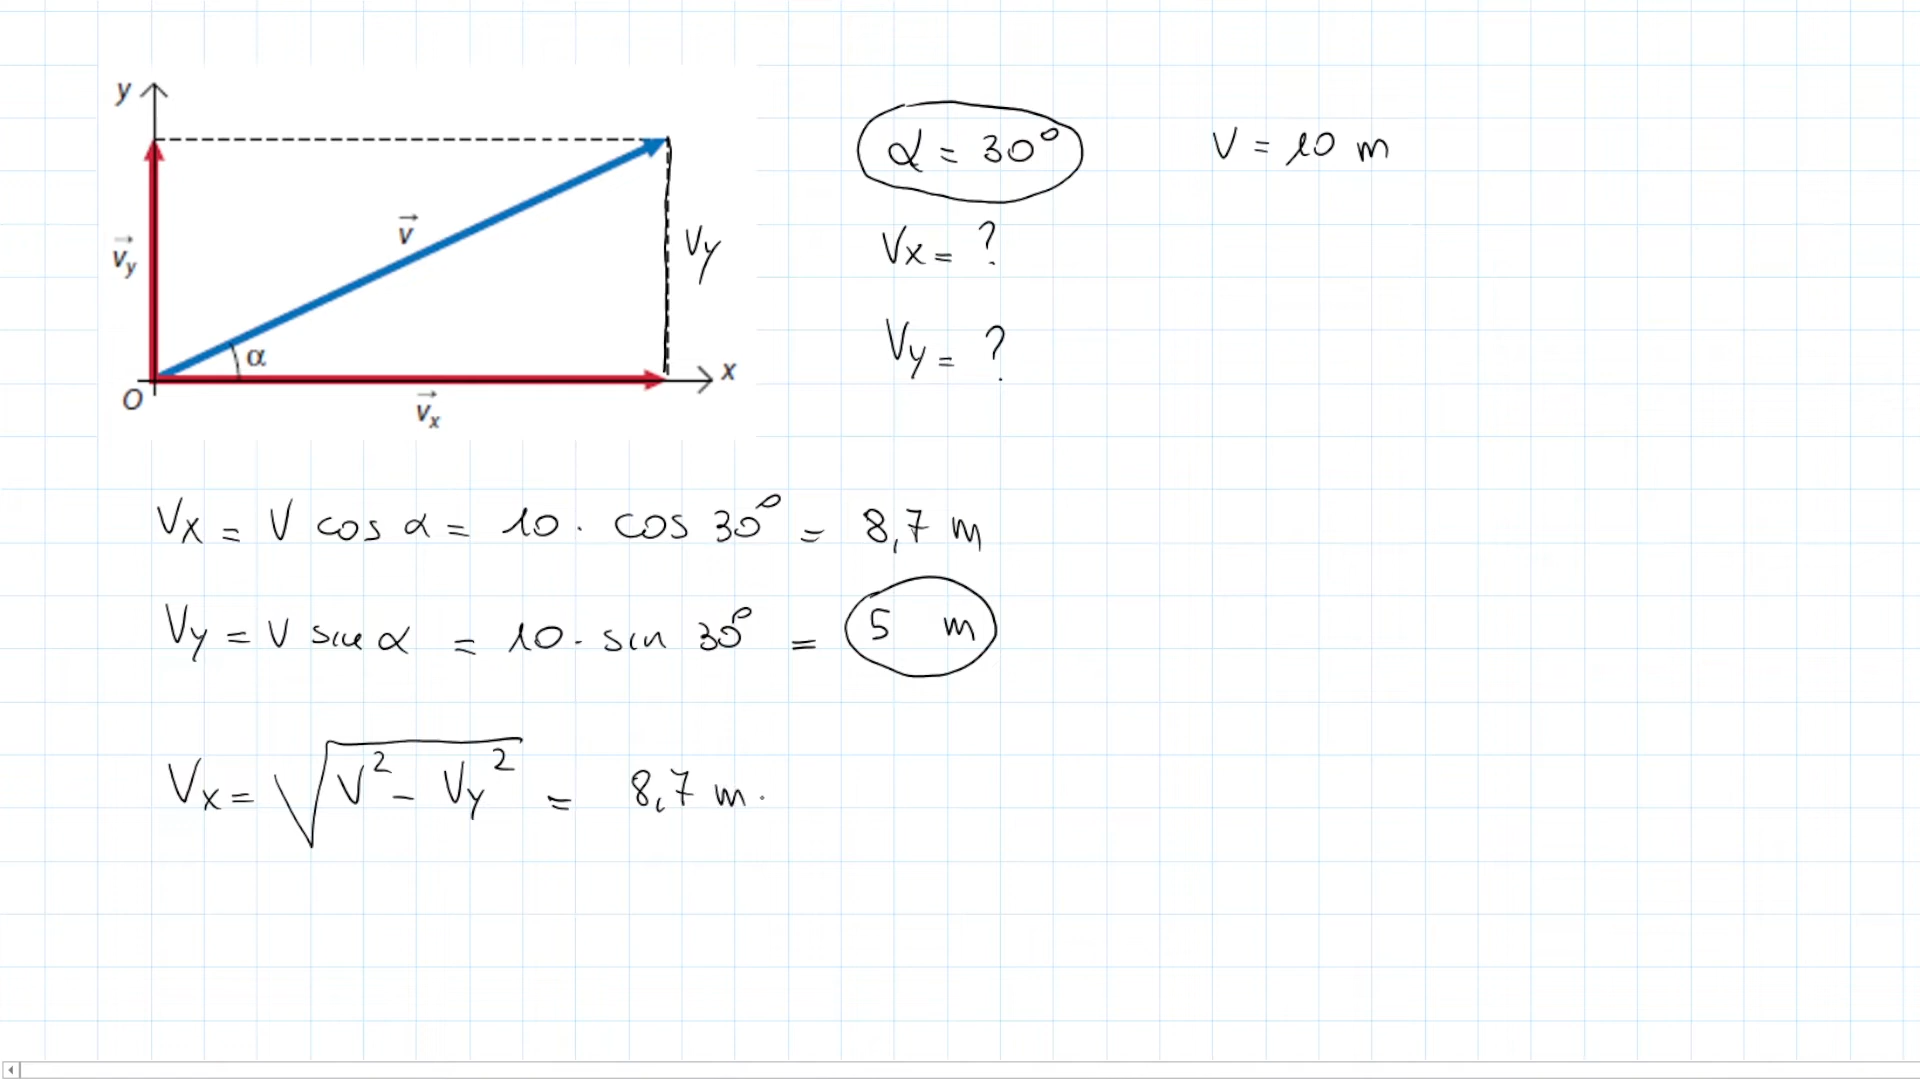 y
v⃗
v⃗y
Vy
α
O
x
v⃗x
α = 30° V = 10 m
Vx = ?
Vy = ?
Vx = V cos α = 10 · cos 30° = 8,7 m
Vy = V sin α = 10 · sin 30° = 5 m
Vx = √(V² - Vy²) = 8,7 m.